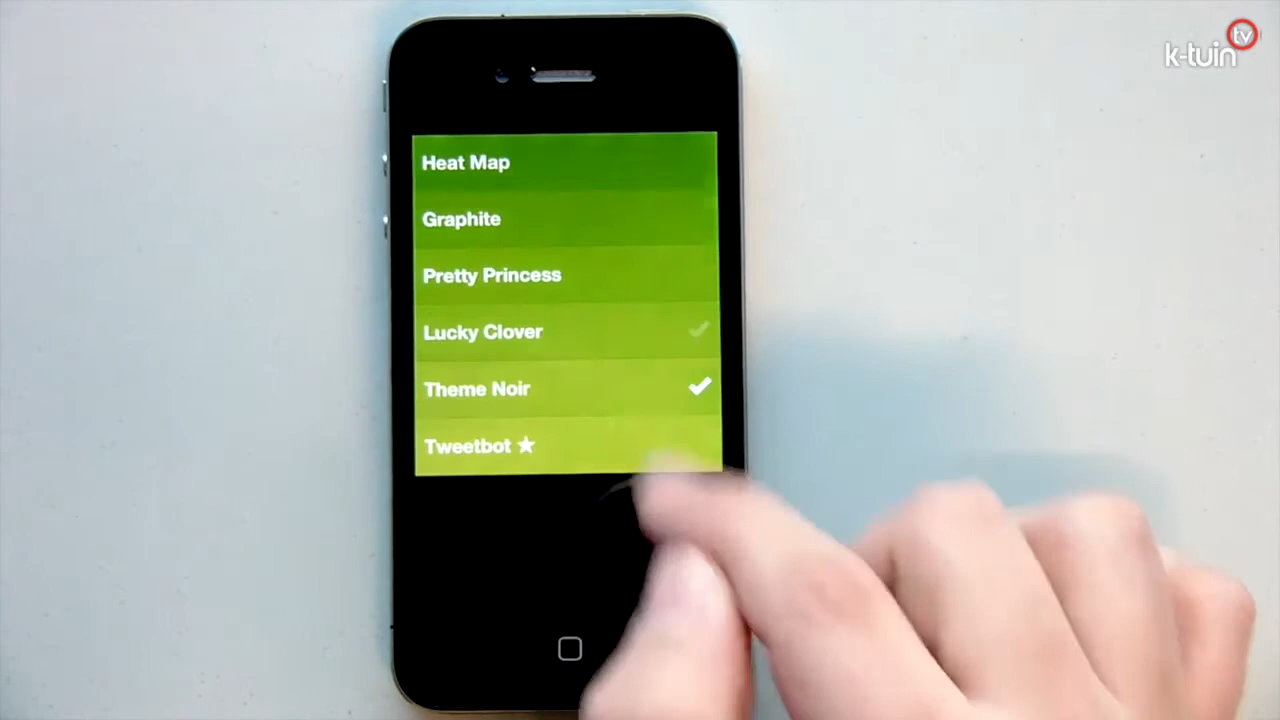 k-tuin tv
Heat Map
Graphite
Pretty Princess
Lucky Clover
Theme Noir
Tweetbot ★